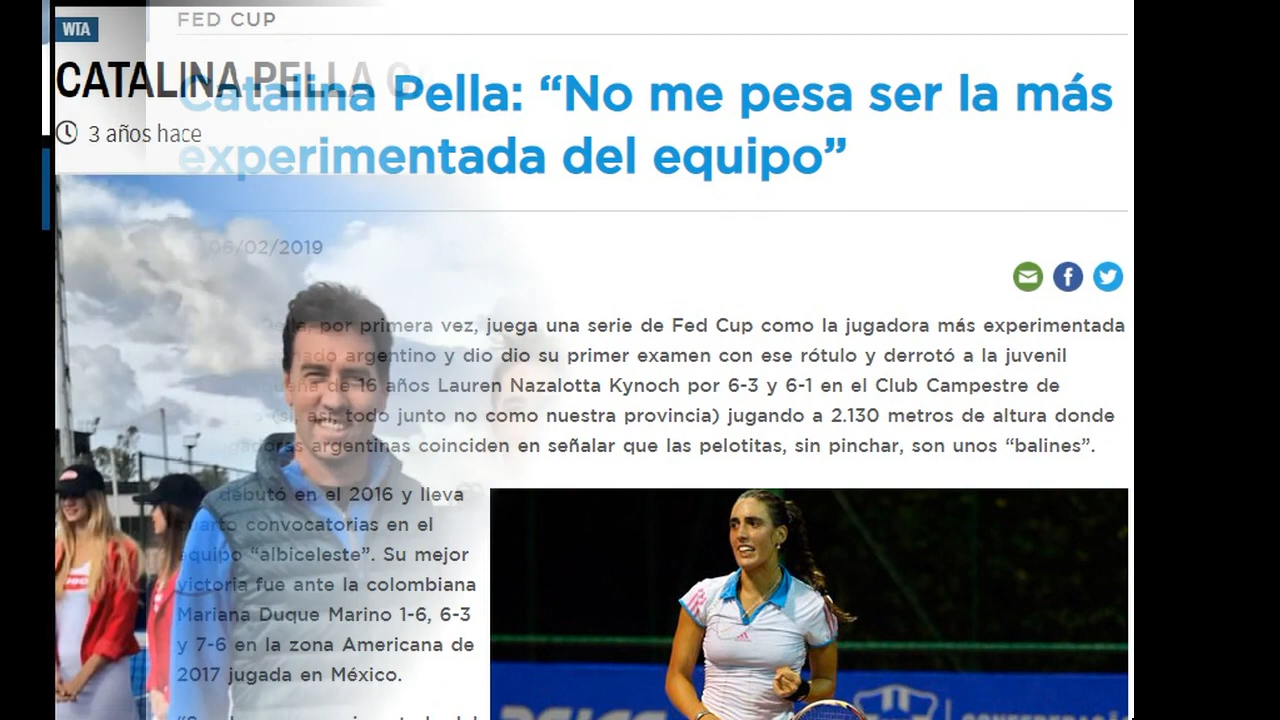 WTA
FED CUP
CATALINA PELLA
Catalina Pella: “No me pesa ser la más
experimentada del equipo”
3 años hace
06/02/2019
por primera vez, juega una serie de Fed Cup como la jugadora más experimentada
argentino y dio dio su primer examen con ese rótulo y derrotó a la juvenil
de 16 años Lauren Nazalotta Kynoch por 6-3 y 6-1 en el Club Campestre de
(si, así, todo junto no como nuestra provincia) jugando a 2.130 metros de altura donde
argentinas coinciden en señalar que las pelotitas, sin pinchar, son unos “balines”.
debutó en el 2016 y lleva
cuarto convocatorias en el
equipo “albiceleste”. Su mejor
victoria fue ante la colombiana
Mariana Duque Marino 1-6, 6-3
y 7-6 en la zona Americana de
2017 jugada en México.